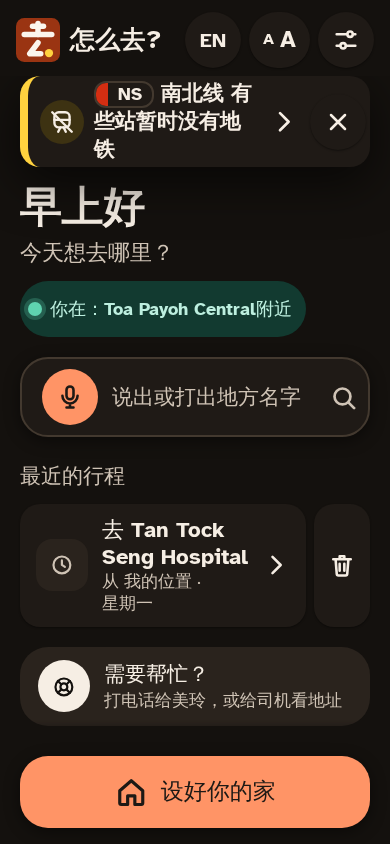 去
怎么去?
EN
A A
NS 南北线 有
些站暂时没有地
铁
早上好
今天想去哪里？
你在：Toa Payoh Central附近
说出或打出地方名字
最近的行程
去 Tan Tock
Seng Hospital
从 我的位置 ·
星期一
需要帮忙？
打电话给美玲，或给司机看地址
设好你的家